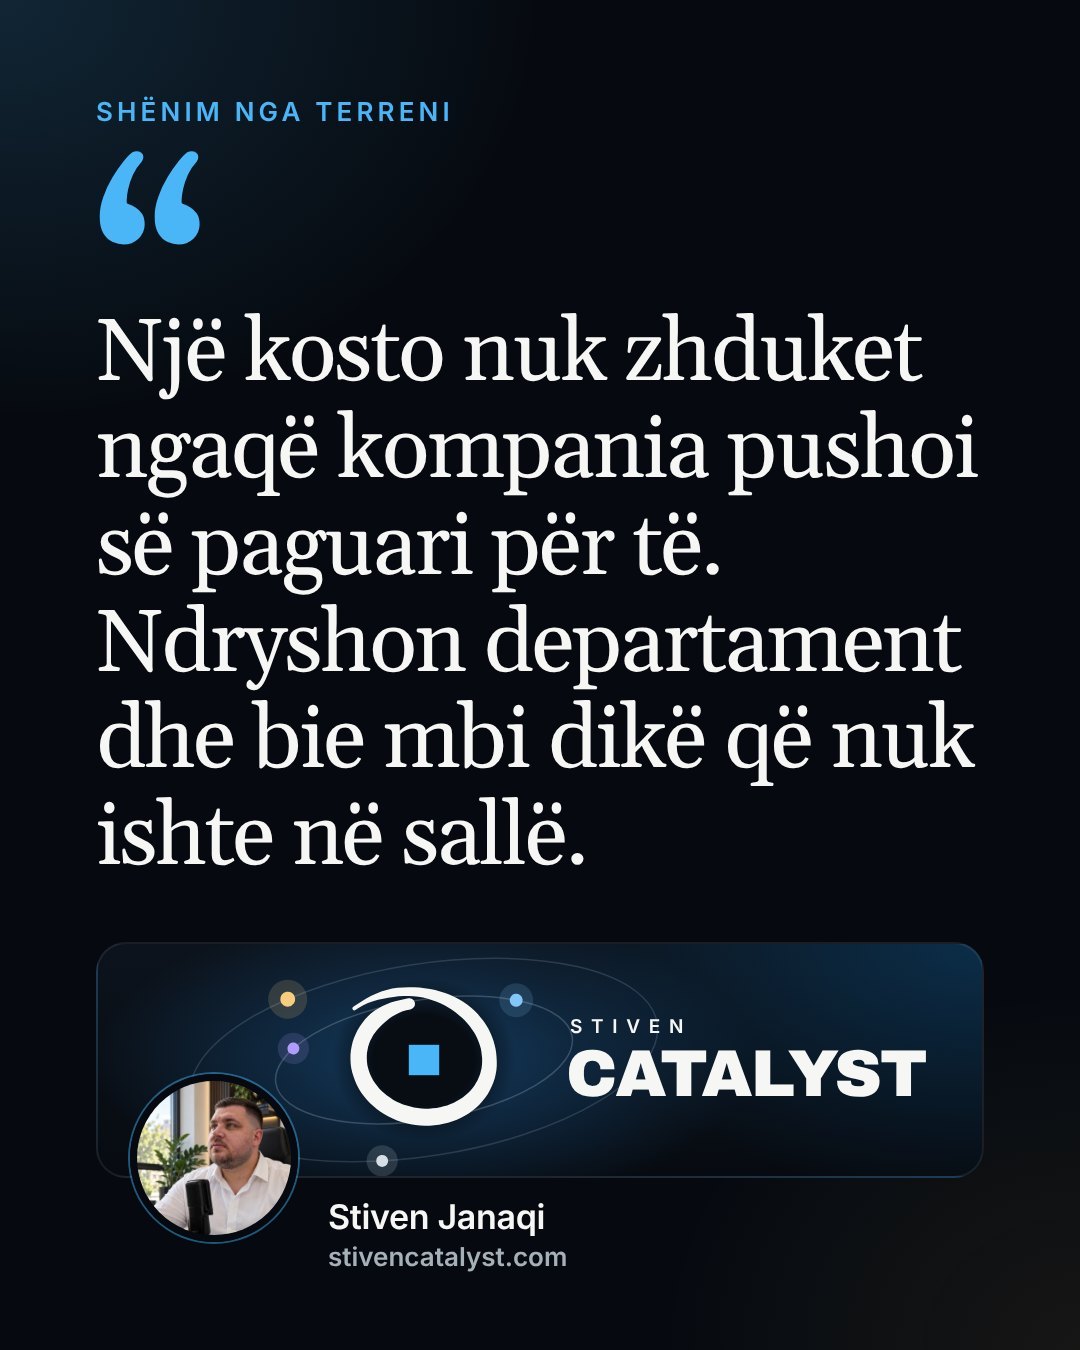 SHËNIM NGA TERRENI
“
Një kosto nuk zhduket
ngaqë kompania pushoi
së paguari për të.
Ndryshon departament
dhe bie mbi dikë që nuk
ishte në sallë.
STIVEN
CATALYST
Stiven Janaqi
stivencatalyst.com